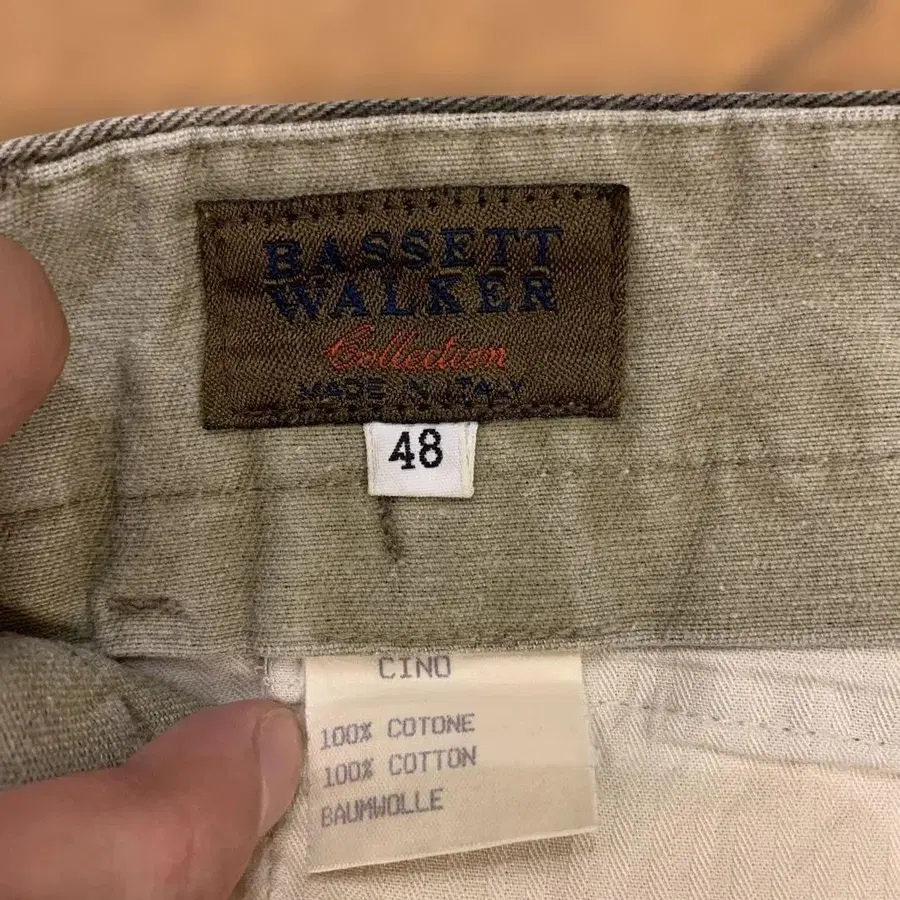 BASSETT
WALKER
Collection
MADE IN ITALY
48
CINO
100% COTONE
100% COTTON
BAUMWOLLE